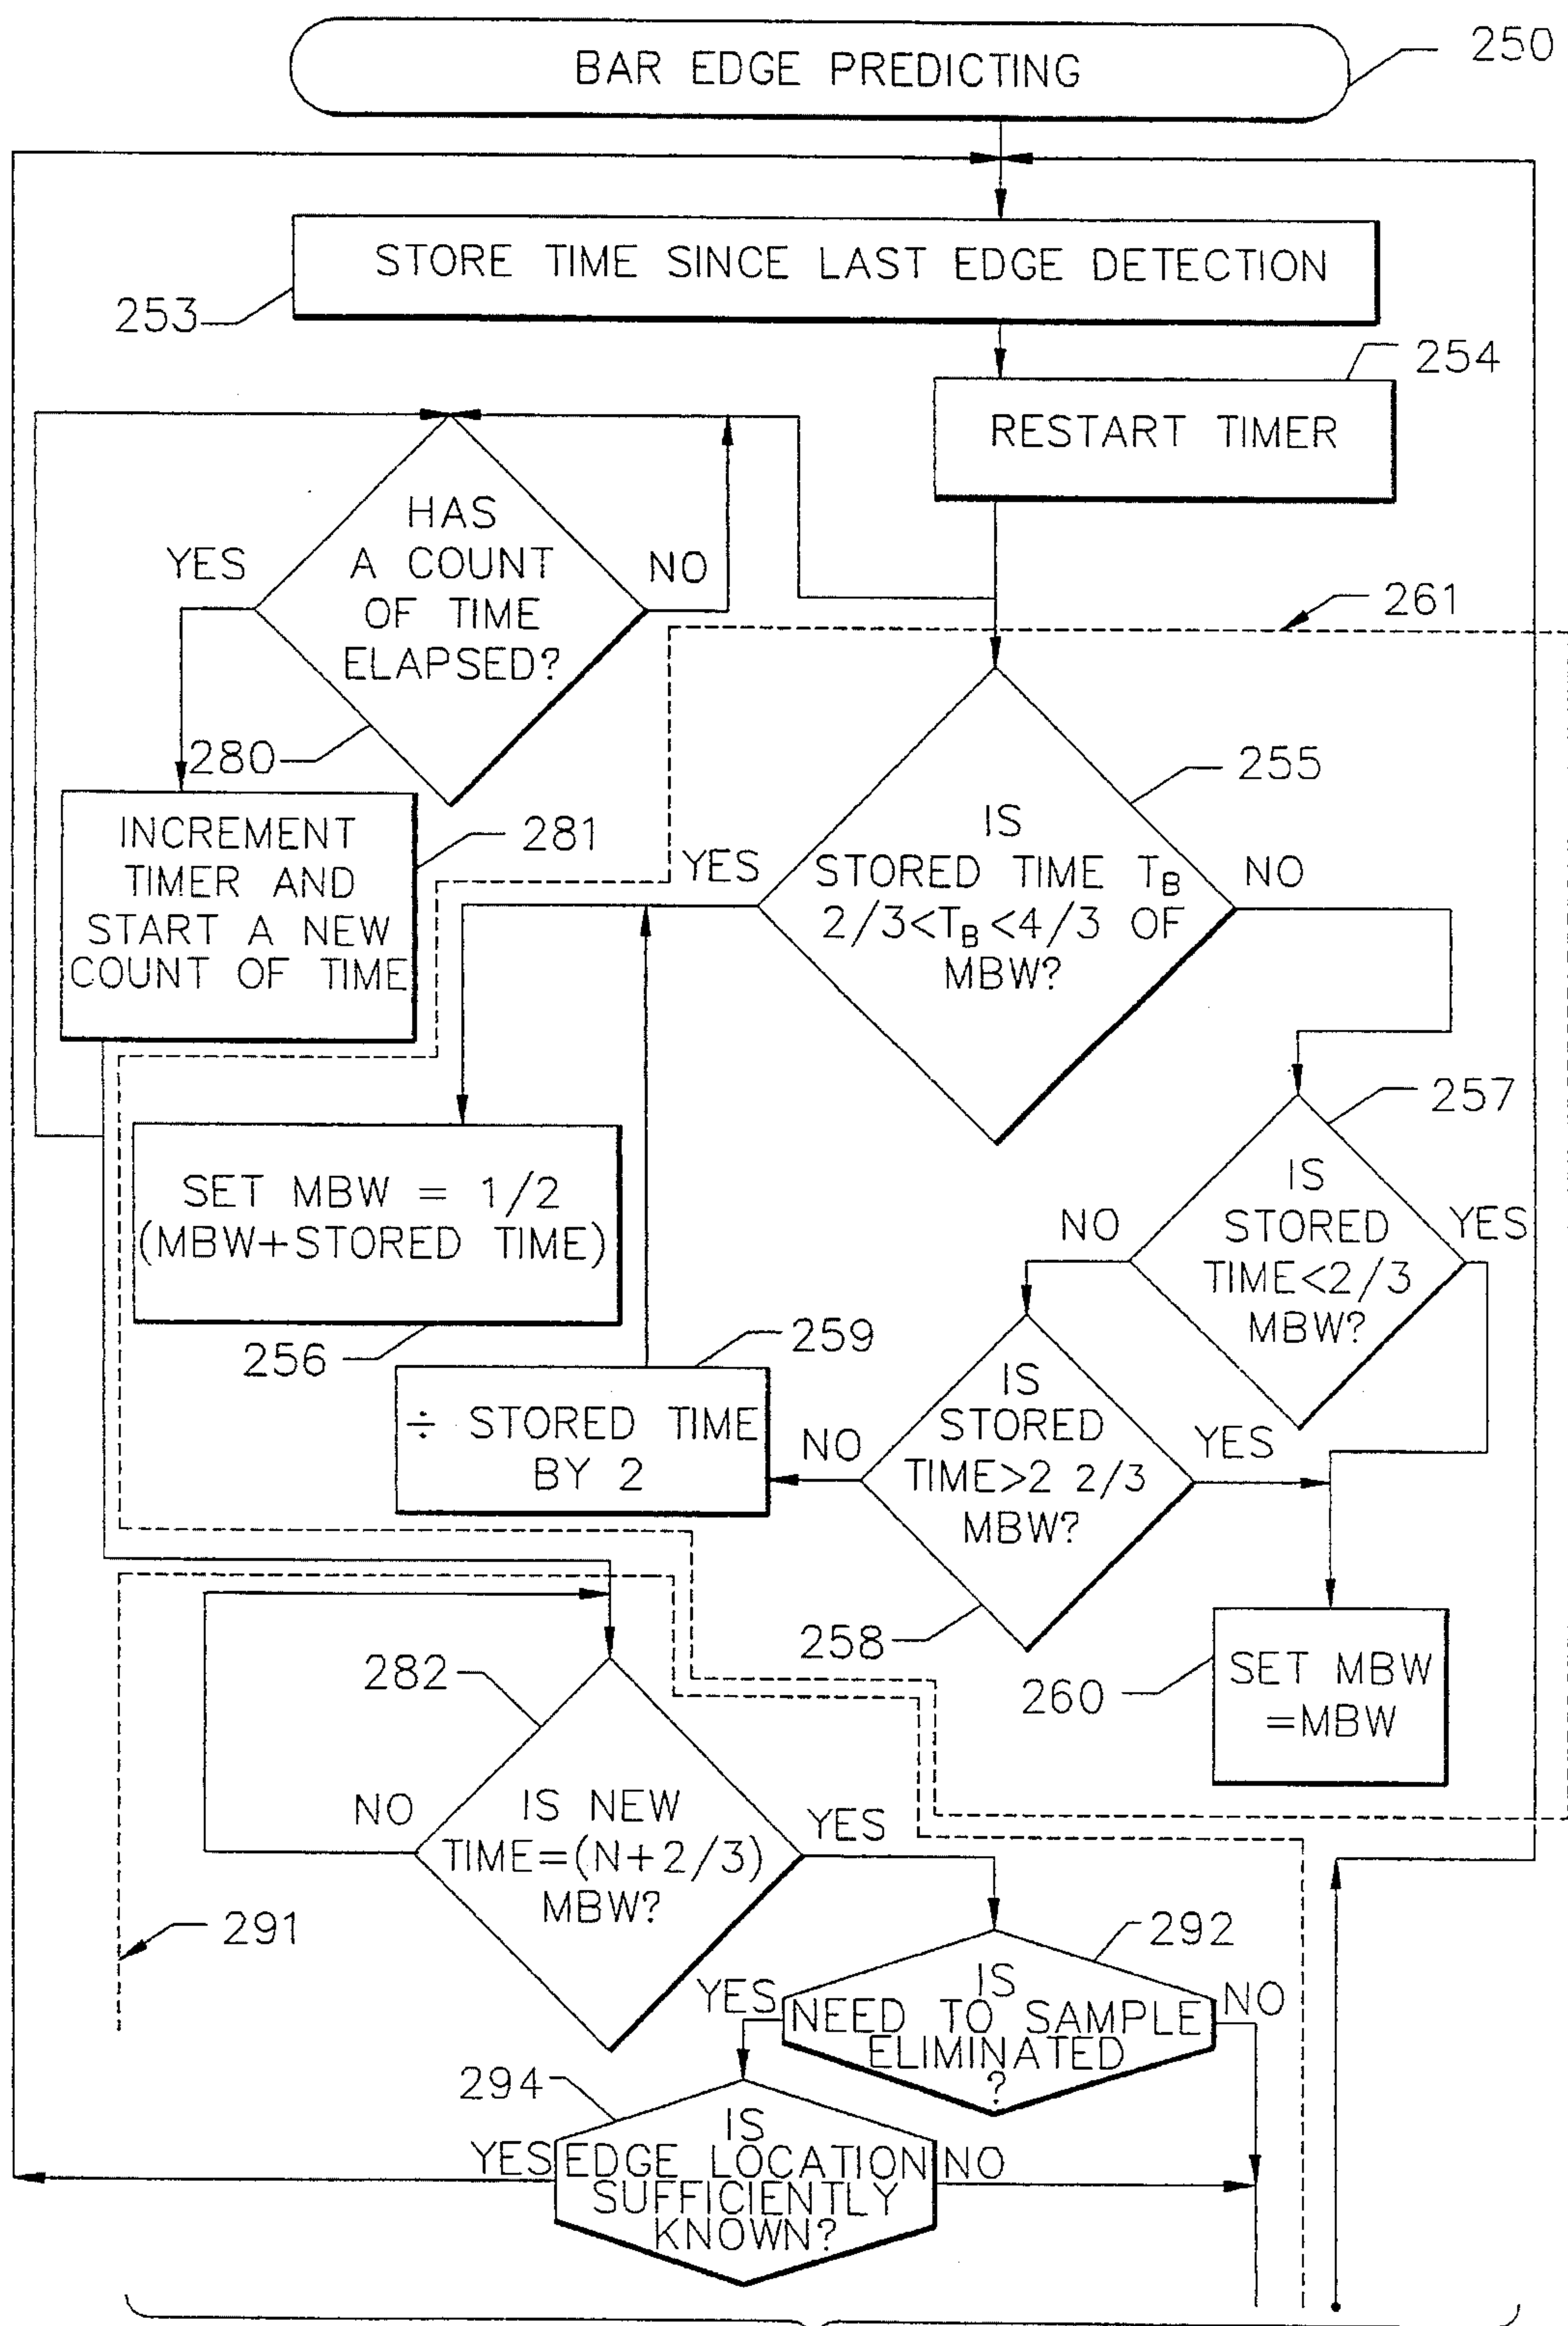 BAR EDGE PREDICTING
250
STORE TIME SINCE LAST EDGE DETECTION
253
254
RESTART TIMER
HAS
A COUNT
OF TIME
ELAPSED?
YES
NO
280
261
INCREMENT
TIMER AND
START A NEW
COUNT OF TIME
281
255
IS
STORED TIME TB
2/3<TB<4/3 OF
MBW?
YES
NO
257
SET MBW = 1/2
(MBW+STORED TIME)
256
IS
STORED
TIME<2/3
MBW?
NO
YES
259
÷ STORED TIME
BY 2
IS
STORED
TIME>2 2/3
MBW?
NO
YES
258
260
SET MBW
=MBW
282
IS NEW
TIME=(N+2/3)
MBW?
NO
YES
291
292
IS
NEED TO SAMPLE
ELIMINATED
?
YES
NO
294
IS
EDGE LOCATION
SUFFICIENTLY
KNOWN?
YES
NO